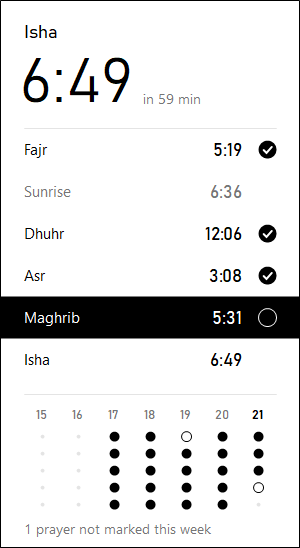 Isha
6:49 in 59 min
Fajr 5:19
Sunrise 6:36
Dhuhr 12:06
Asr 3:08
Maghrib 5:31
Isha 6:49
15 16 17 18 19 20 21
1 prayer not marked this week